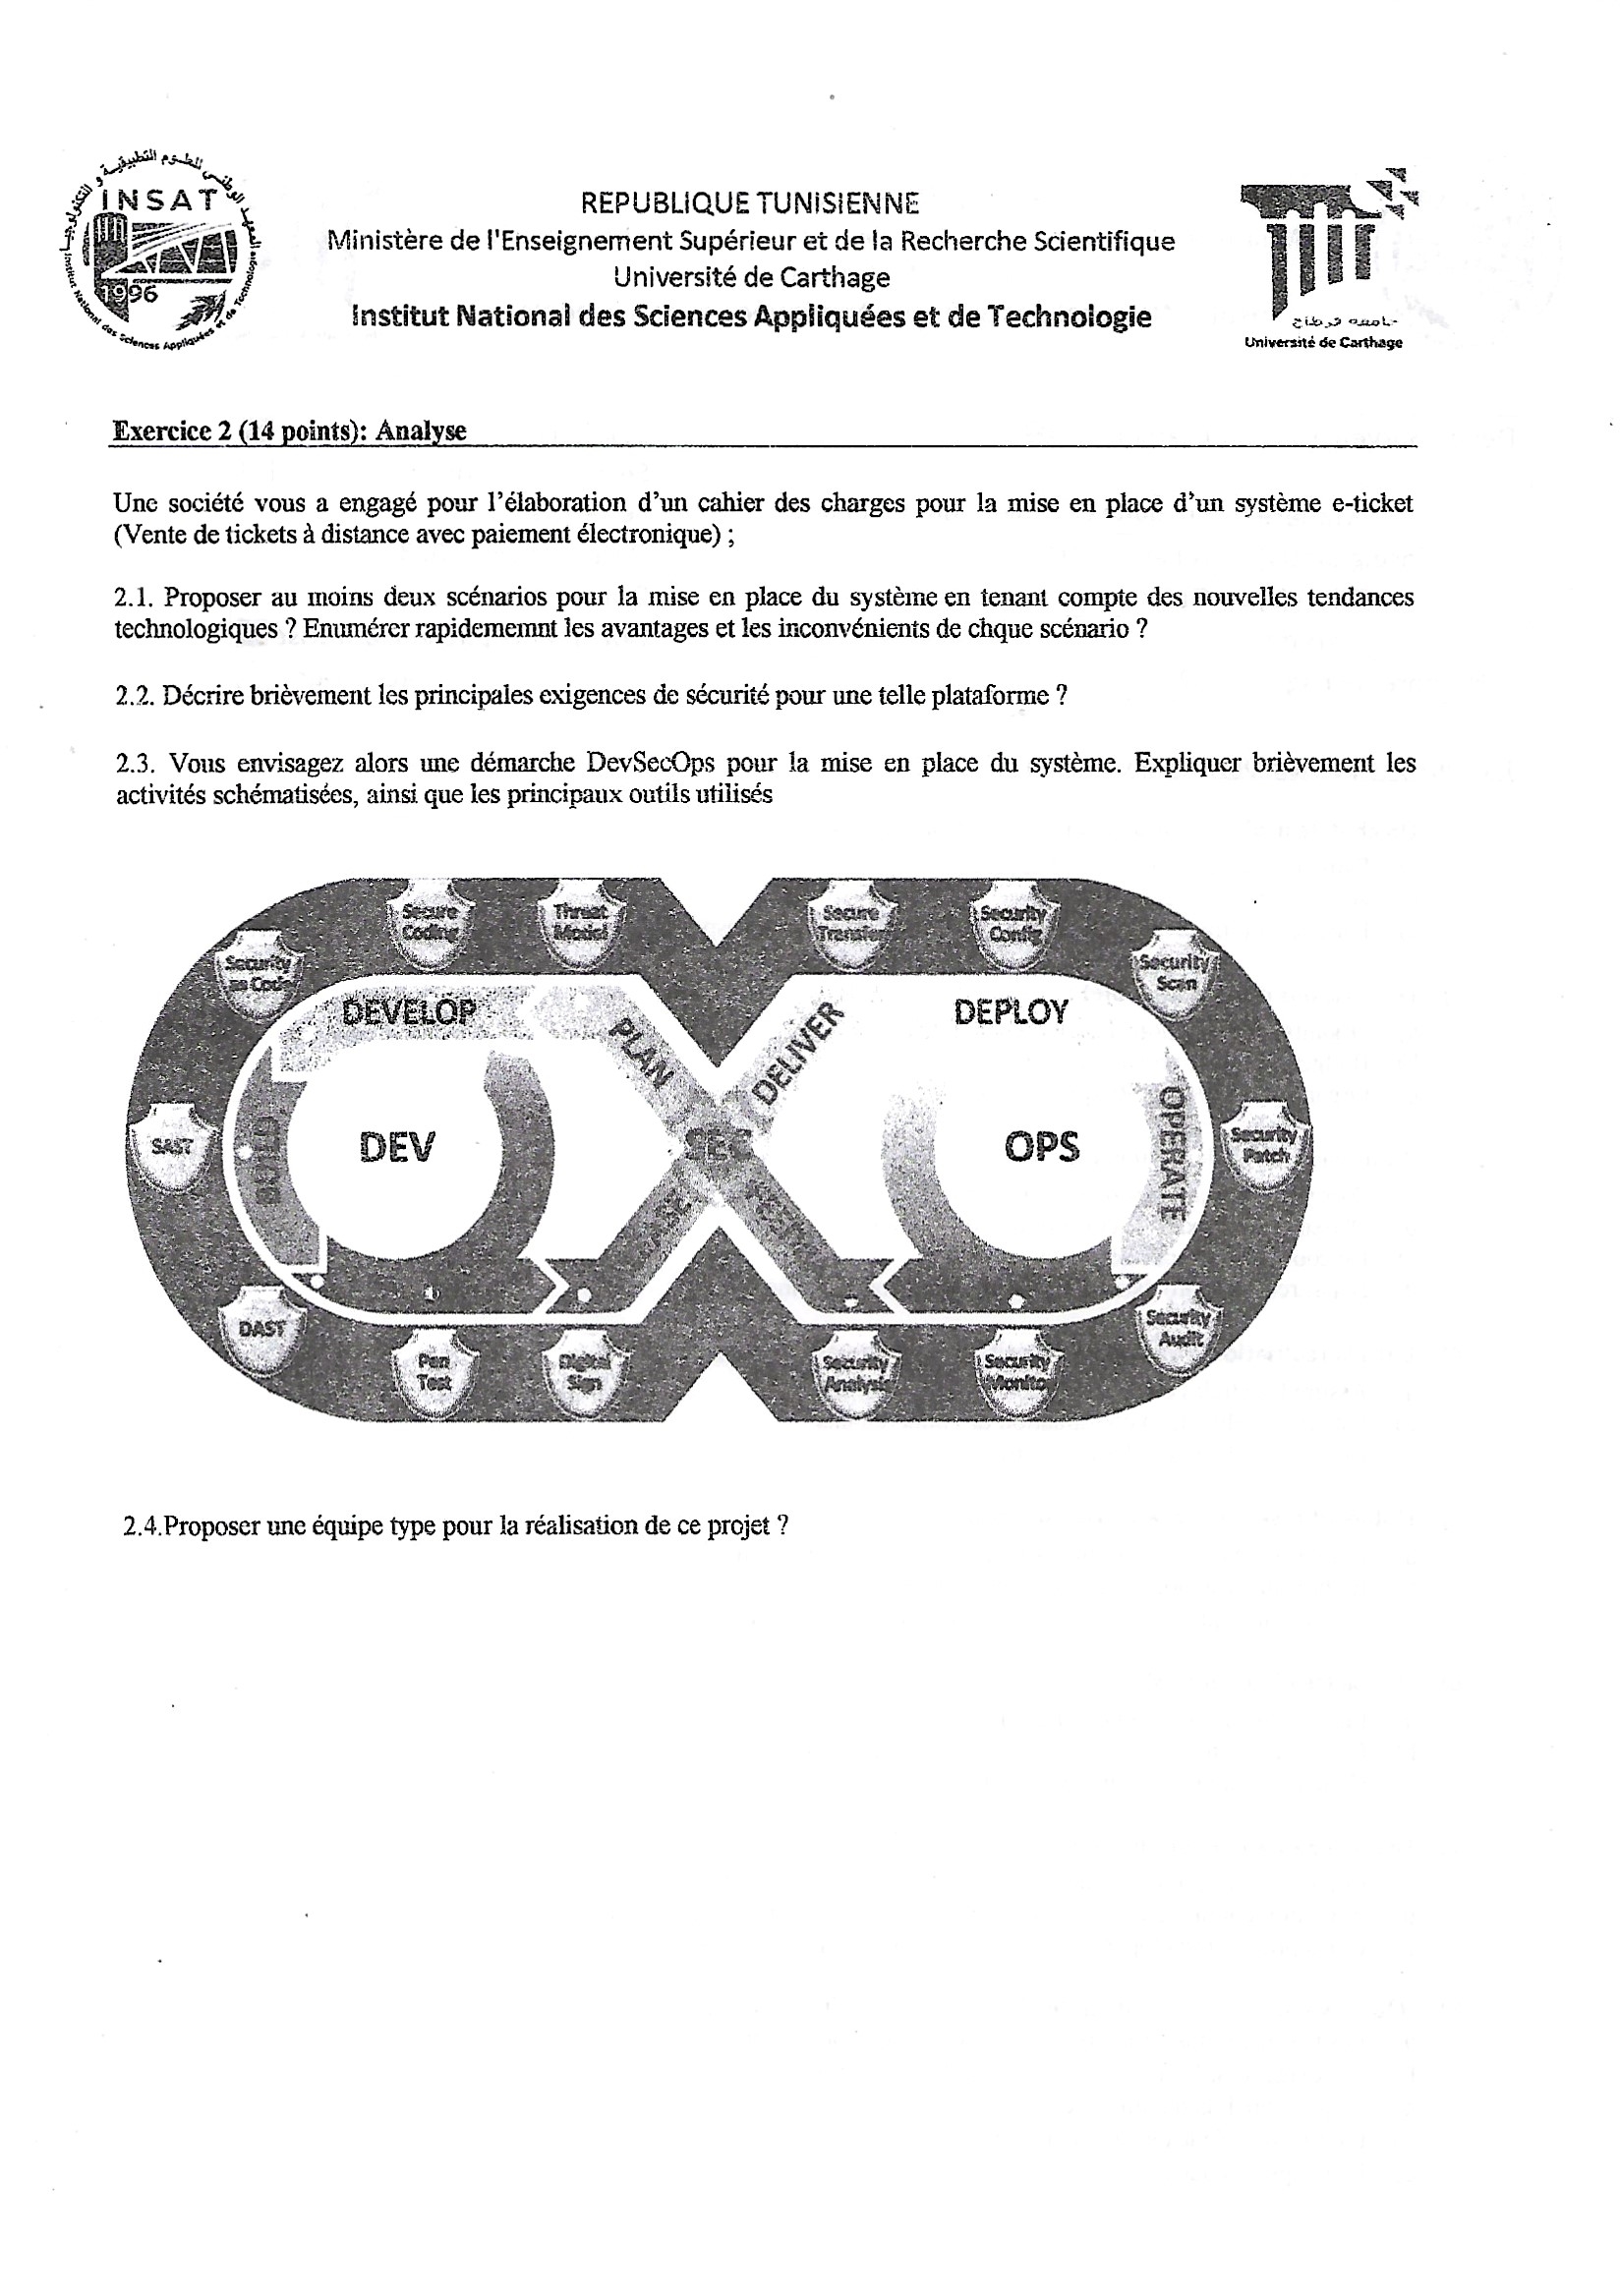 INSAT
1996
Institut National des Sciences Appliquées et de Technologie
REPUBLIQUE TUNISIENNE
Ministère de l'Enseignement Supérieur et de la Recherche Scientifique
Université de Carthage
Institut National des Sciences Appliquées et de Technologie
Université de Carthage
Exercice 2 (14 points): Analyse
Une société vous a engagé pour l'élaboration d'un cahier des charges pour la mise en place d'un système e-ticket
(Vente de tickets à distance avec paiement électronique) ;
2.1. Proposer au moins deux scénarios pour la mise en place du système en tenant compte des nouvelles tendances
technologiques ? Enumérer rapidememnt les avantages et les inconvénients de chque scénario ?
2.2. Décrire brièvement les principales exigences de sécurité pour une telle plataforme ?
2.3. Vous envisagez alors une démarche DevSecOps pour la mise en place du système. Expliquer brièvement les
activités schématisées, ainsi que les principaux outils utilisés
Secure
Coding
Threat
Model
Secure
Transfer
Security
Config
Security
as Code
Security
Scan
DEVELOP
PLAN
DELIVER
DEPLOY
SAST
DEV
SEC
OPS
OPERATE
Security
Patch
DAST
Pen
Test
Digital
Sign
Security
Analysis
Security
Monitor
Security
Audit
2.4.Proposer une équipe type pour la réalisation de ce projet ?